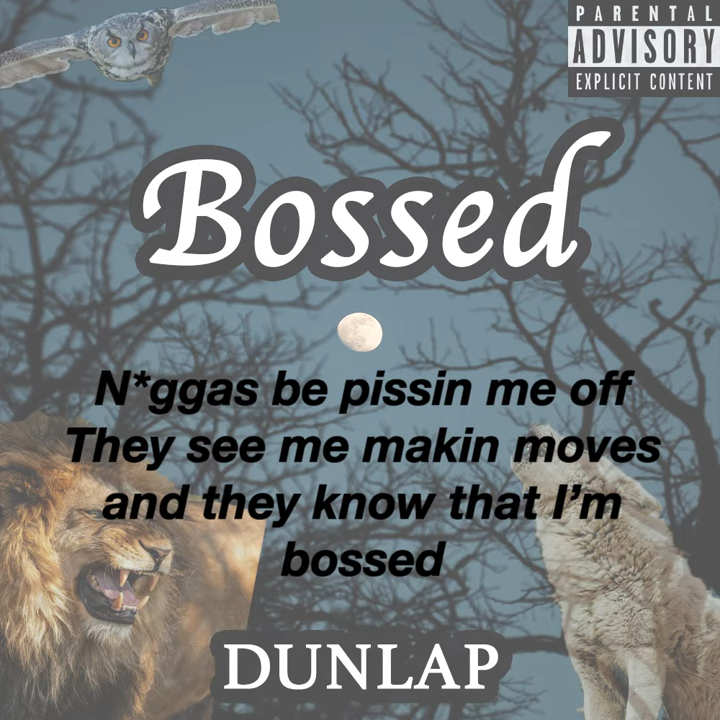 PARENTAL
ADVISORY
EXPLICIT CONTENT
Bossed
N*ggas be pissin me off
They see me makin moves
and they know that I’m
bossed
DUNLAP